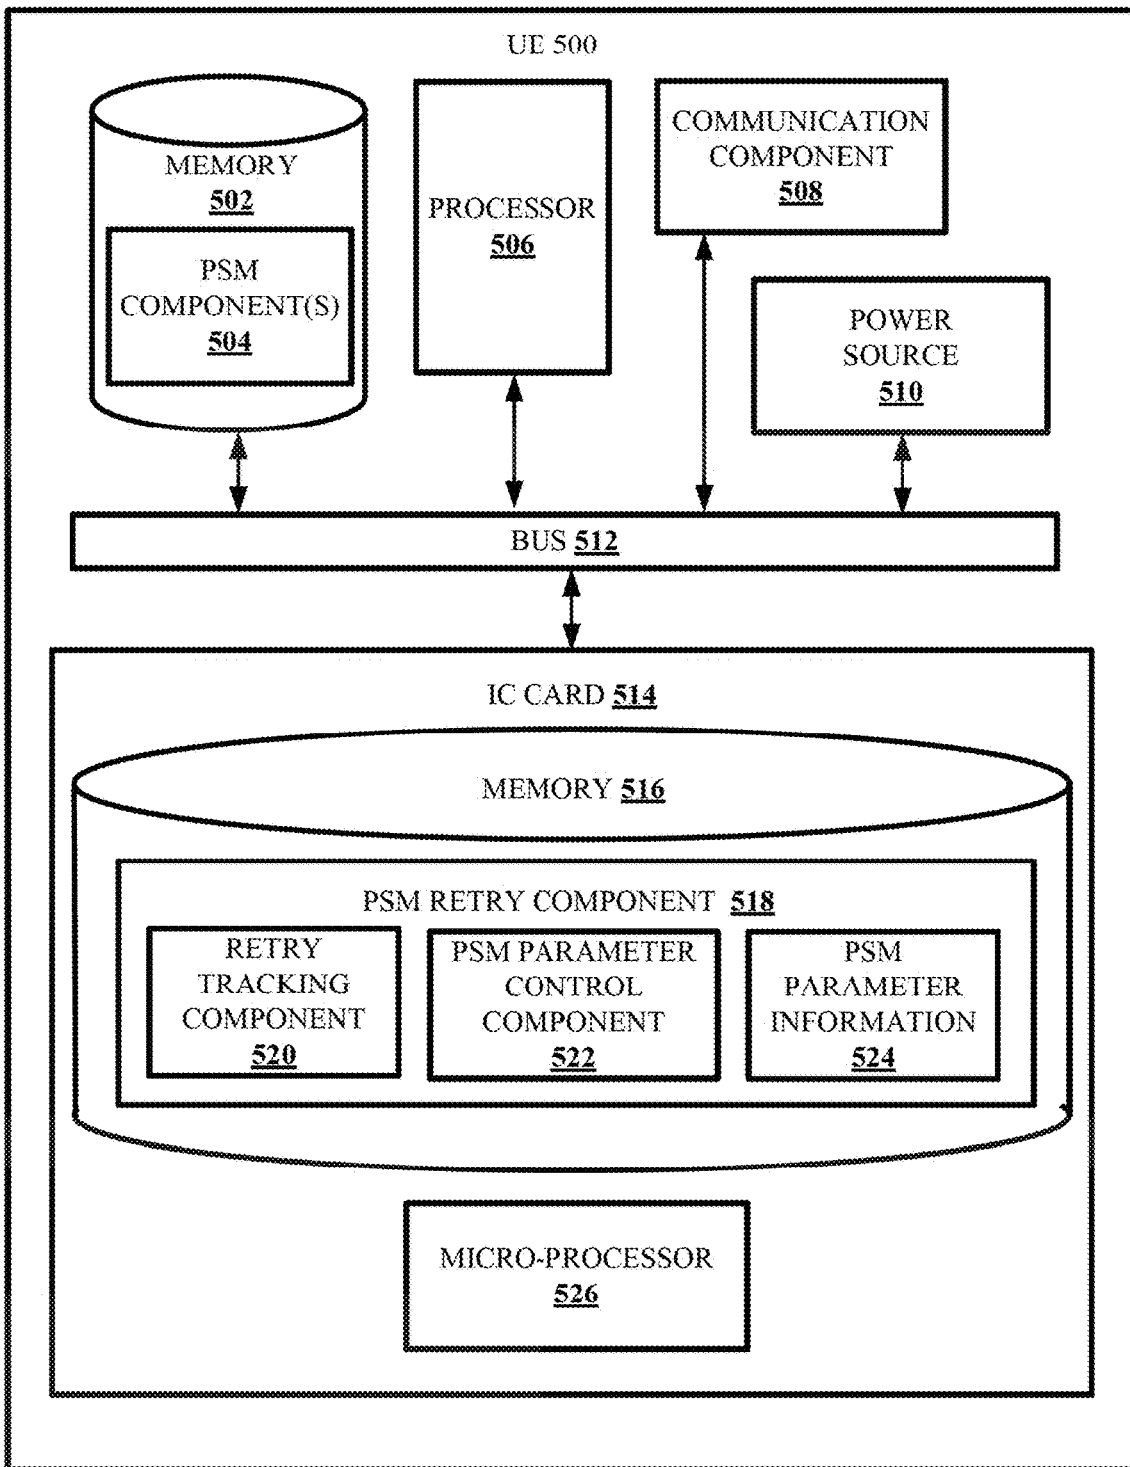 UE 500
MEMORY
502
PSM
COMPONENT(S)
504
PROCESSOR
506
COMMUNICATION
COMPONENT
508
POWER
SOURCE
510
BUS 512
IC CARD 514
MEMORY 516
PSM RETRY COMPONENT 518
RETRY
TRACKING
COMPONENT
520
PSM PARAMETER
CONTROL
COMPONENT
522
PSM
PARAMETER
INFORMATION
524
MICRO-PROCESSOR
526